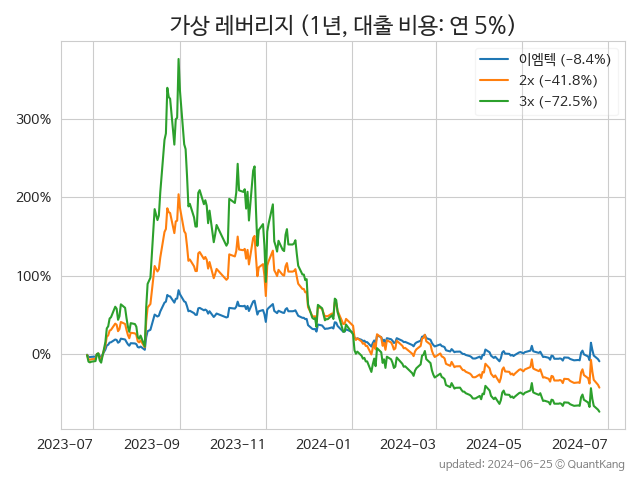 가상 레버리지 (1년, 대출 비용: 연 5%)
이엠텍 (−8.4%)
2x (−41.8%)
3x (−72.5%)
300%
200%
100%
0%
2023-07 2023-09 2023-11 2024-01 2024-03 2024-05 2024-07
updated: 2024-06-25 © QuantKang